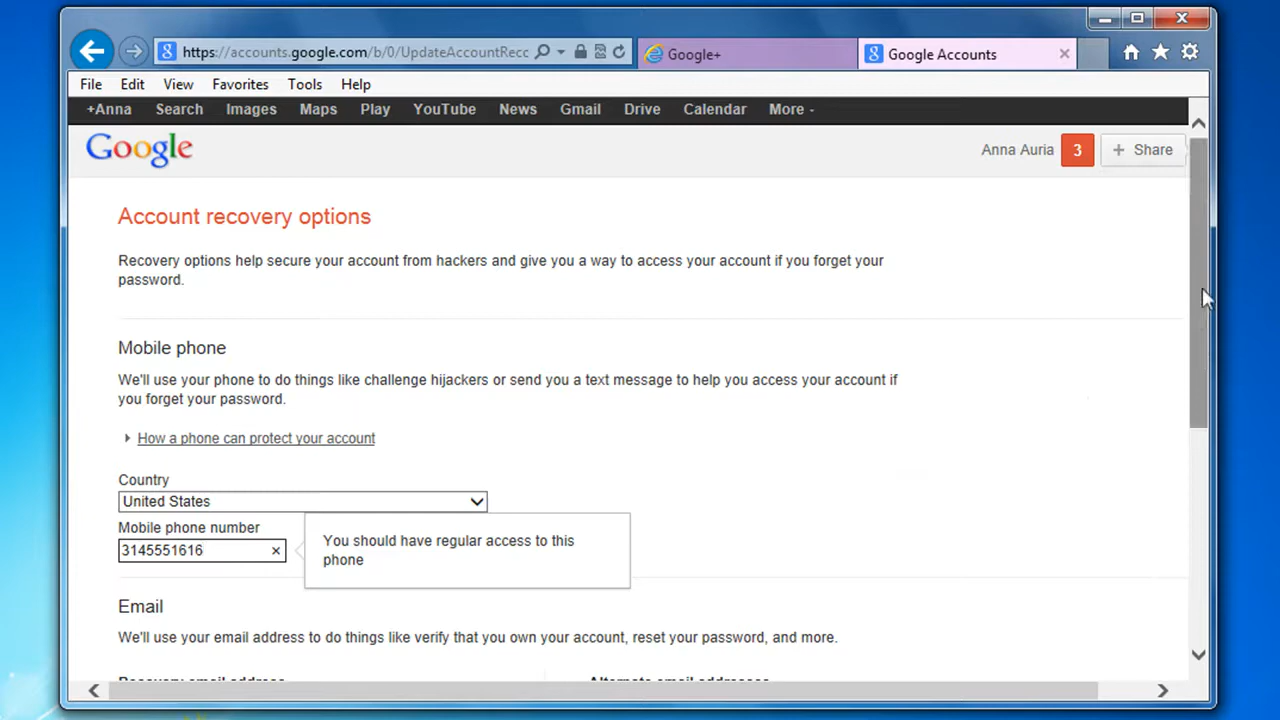 https://accounts.google.com/b/0/UpdateAccountRecc
Google+
Google Accounts
File Edit View Favorites Tools Help
+Anna Search Images Maps Play YouTube News Gmail Drive Calendar More
Google
Anna Auria 3 + Share
Account recovery options
Recovery options help secure your account from hackers and give you a way to access your account if you forget your
password.
Mobile phone
We'll use your phone to do things like challenge hijackers or send you a text message to help you access your account if
you forget your password.
How a phone can protect your account
Country
United States
Mobile phone number
3145551616
You should have regular access to this
phone
Email
We'll use your email address to do things like verify that you own your account, reset your password, and more.
Recovery email address Alternate email addresses